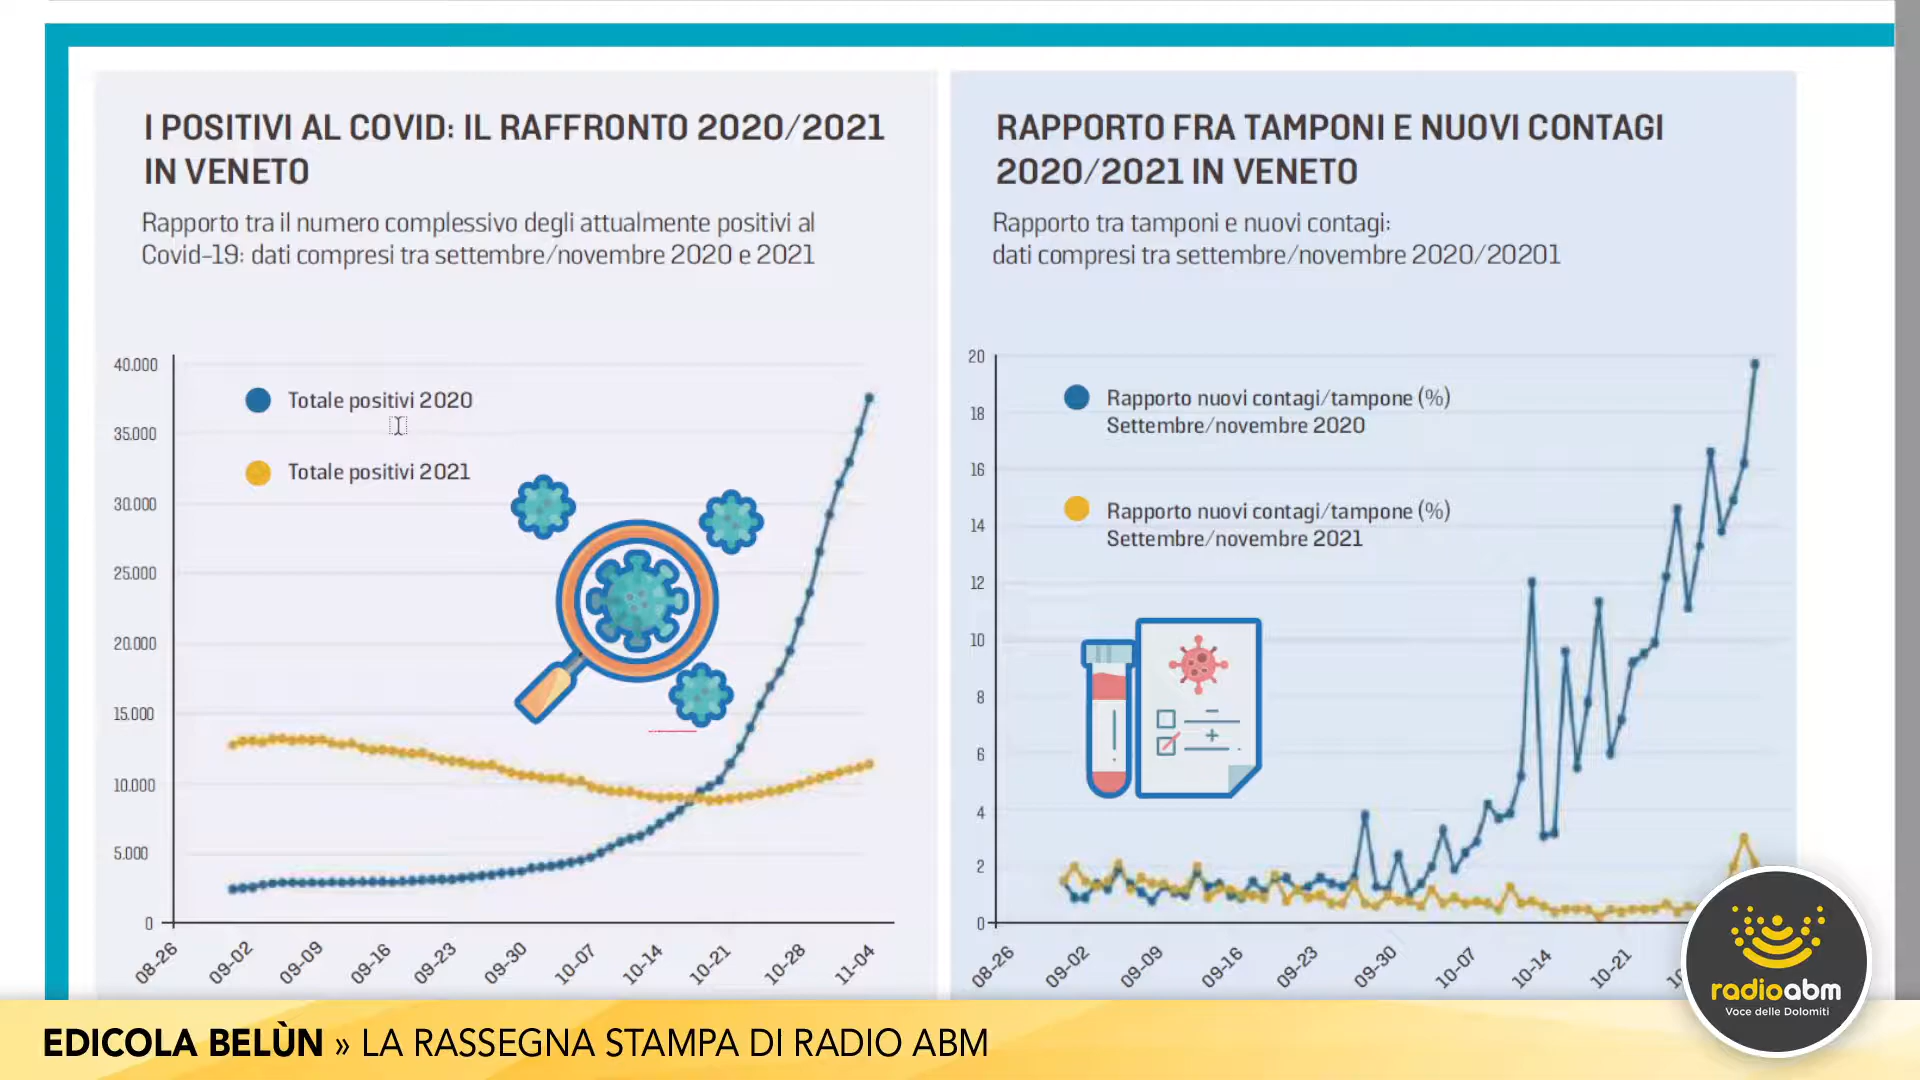 I POSITIVI AL COVID: IL RAFFRONTO 2020/2021
IN VENETO
Rapporto tra il numero complessivo degli attualmente positivi al
Covid-19: dati compresi tra settembre/novembre 2020 e 2021
40.000
35.000
30.000
25.000
20.000
15.000
10.000
5.000
0
Totale positivi 2020
Totale positivi 2021
08-26
09-02
09-09
09-16
09-23
09-30
10-07
10-14
10-21
10-28
11-04
RAPPORTO FRA TAMPONI E NUOVI CONTAGI
2020/2021 IN VENETO
Rapporto tra tamponi e nuovi contagi:
dati compresi tra settembre/novembre 2020/20201
20
18
16
14
12
10
8
6
4
2
0
Rapporto nuovi contagi/tampone (%)
Settembre/novembre 2020
Rapporto nuovi contagi/tampone (%)
Settembre/novembre 2021
08-26
09-02
09-09
09-16
09-23
09-30
10-07
10-14
10-21
radioabm
Voce delle Dolomiti
EDICOLA BELÙN » LA RASSEGNA STAMPA DI RADIO ABM